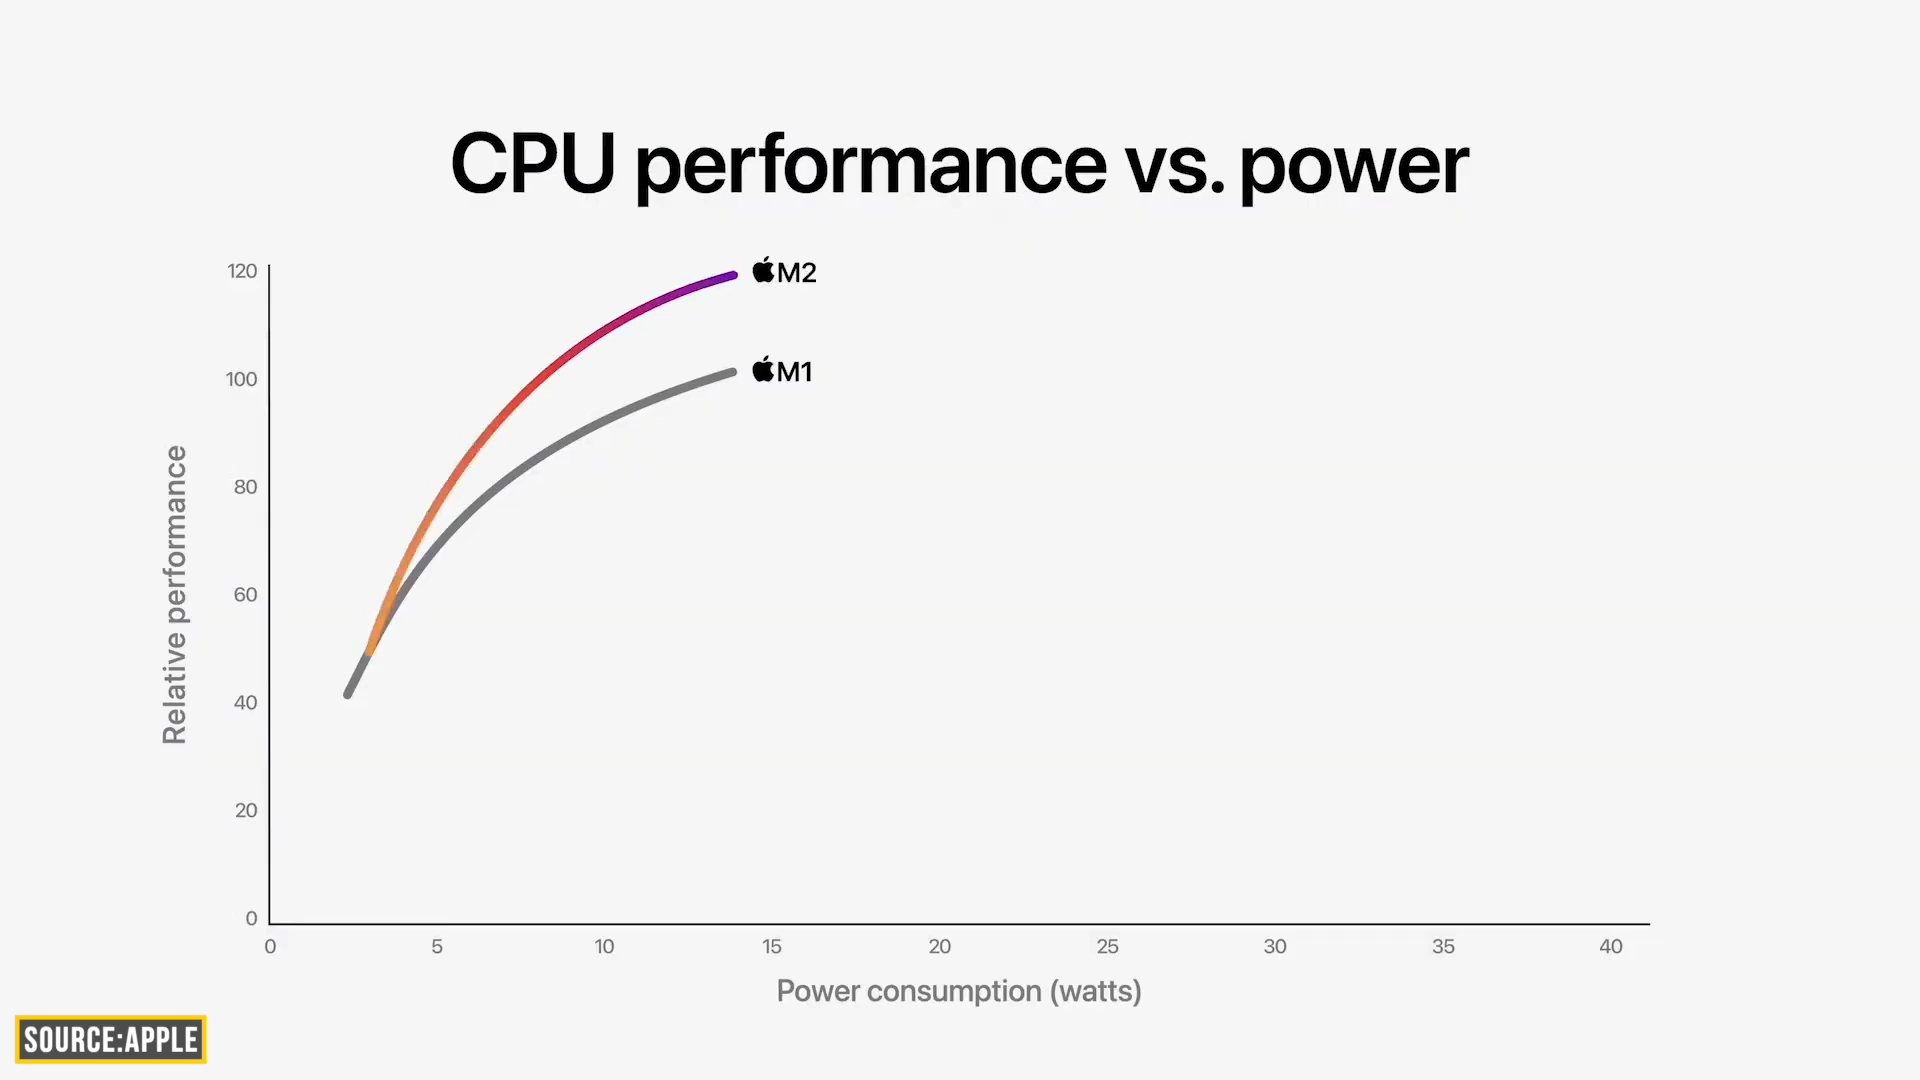 CPU performance vs. power
120
M2
100
M1
80
60
40
20
0
Relative performance
0 5 10 15 20 25 30 35 40
Power consumption (watts)
SOURCE:APPLE